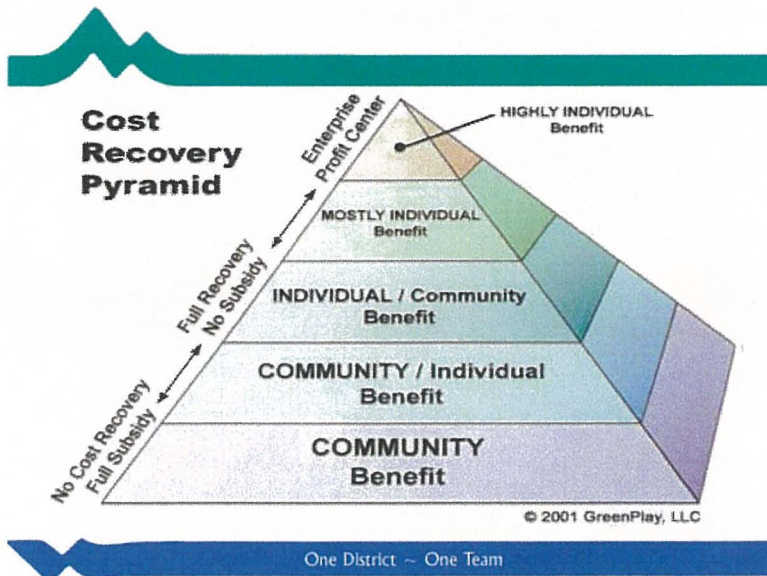 Cost
Recovery
Pyramid
Enterprise
Profit Center
HIGHLY INDIVIDUAL
Benefit
MOSTLY INDIVIDUAL
Benefit
Full Recovery
No Subsidy
INDIVIDUAL / Community
Benefit
COMMUNITY / Individual
Benefit
No Cost Recovery
Full Subsidy
COMMUNITY
Benefit
© 2001 GreenPlay, LLC
One District ~ One Team